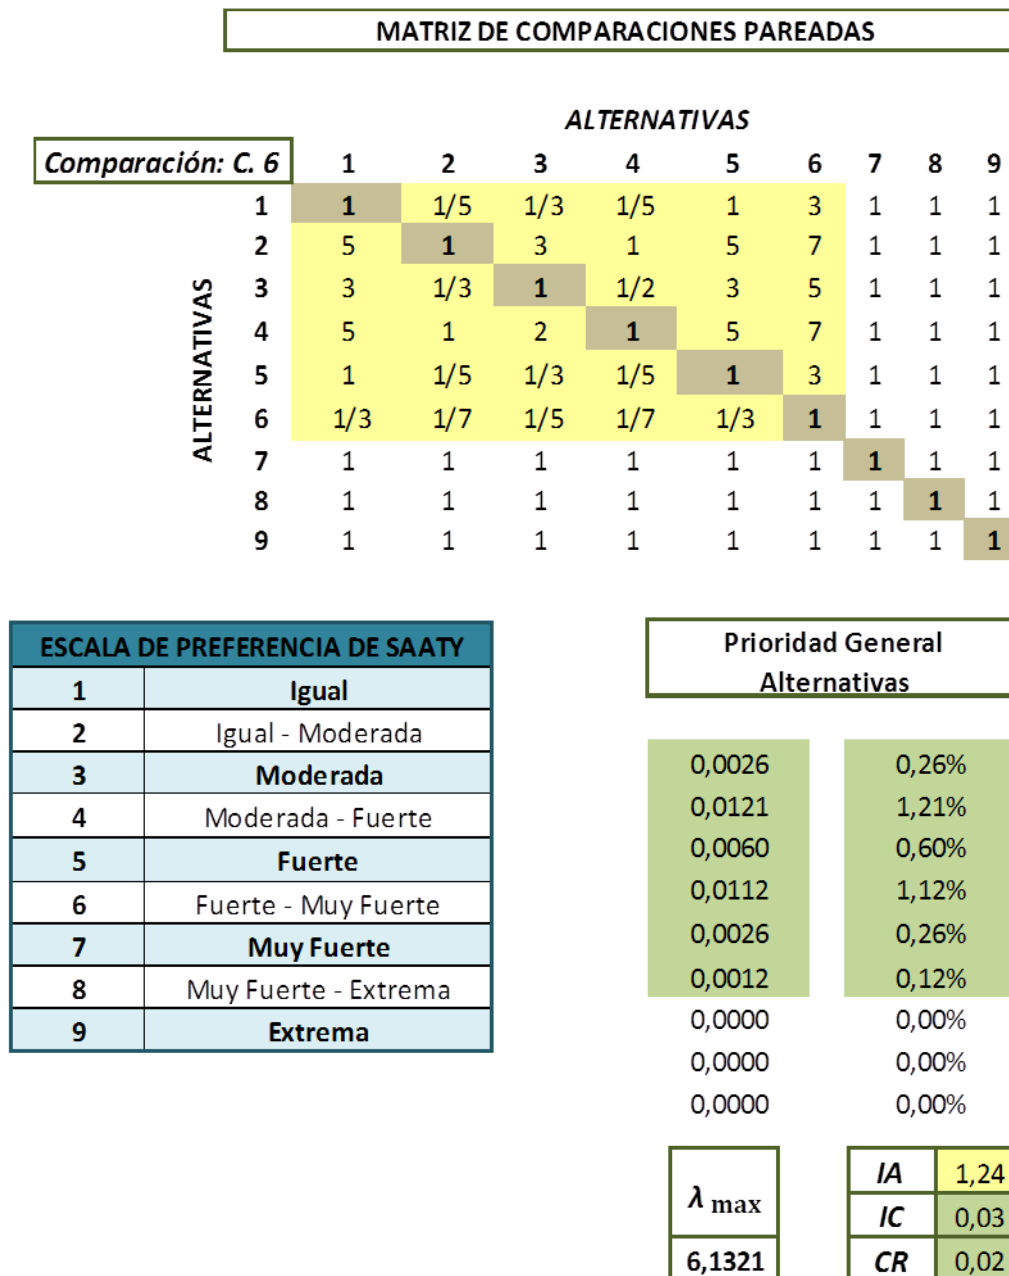 MATRIZ DE COMPARACIONES PAREADAS
ALTERNATIVAS
Comparación: C. 6 1 2 3 4 5 6 7 8 9
ALTERNATIVAS
1 1 1/5 1/3 1/5 1 3 1 1 1
2 5 1 3 1 5 7 1 1 1
3 3 1/3 1 1/2 3 5 1 1 1
4 5 1 2 1 5 7 1 1 1
5 1 1/5 1/3 1/5 1 3 1 1 1
6 1/3 1/7 1/5 1/7 1/3 1 1 1 1
7 1 1 1 1 1 1 1 1 1
8 1 1 1 1 1 1 1 1 1
9 1 1 1 1 1 1 1 1 1
ESCALA DE PREFERENCIA DE SAATY
1 Igual
2 Igual - Moderada
3 Moderada
4 Moderada - Fuerte
5 Fuerte
6 Fuerte - Muy Fuerte
7 Muy Fuerte
8 Muy Fuerte - Extrema
9 Extrema
Prioridad General
Alternativas
0,0026 0,26%
0,0121 1,21%
0,0060 0,60%
0,0112 1,12%
0,0026 0,26%
0,0012 0,12%
0,0000 0,00%
0,0000 0,00%
0,0000 0,00%
λ max
6,1321
IA 1,24
IC 0,03
CR 0,02